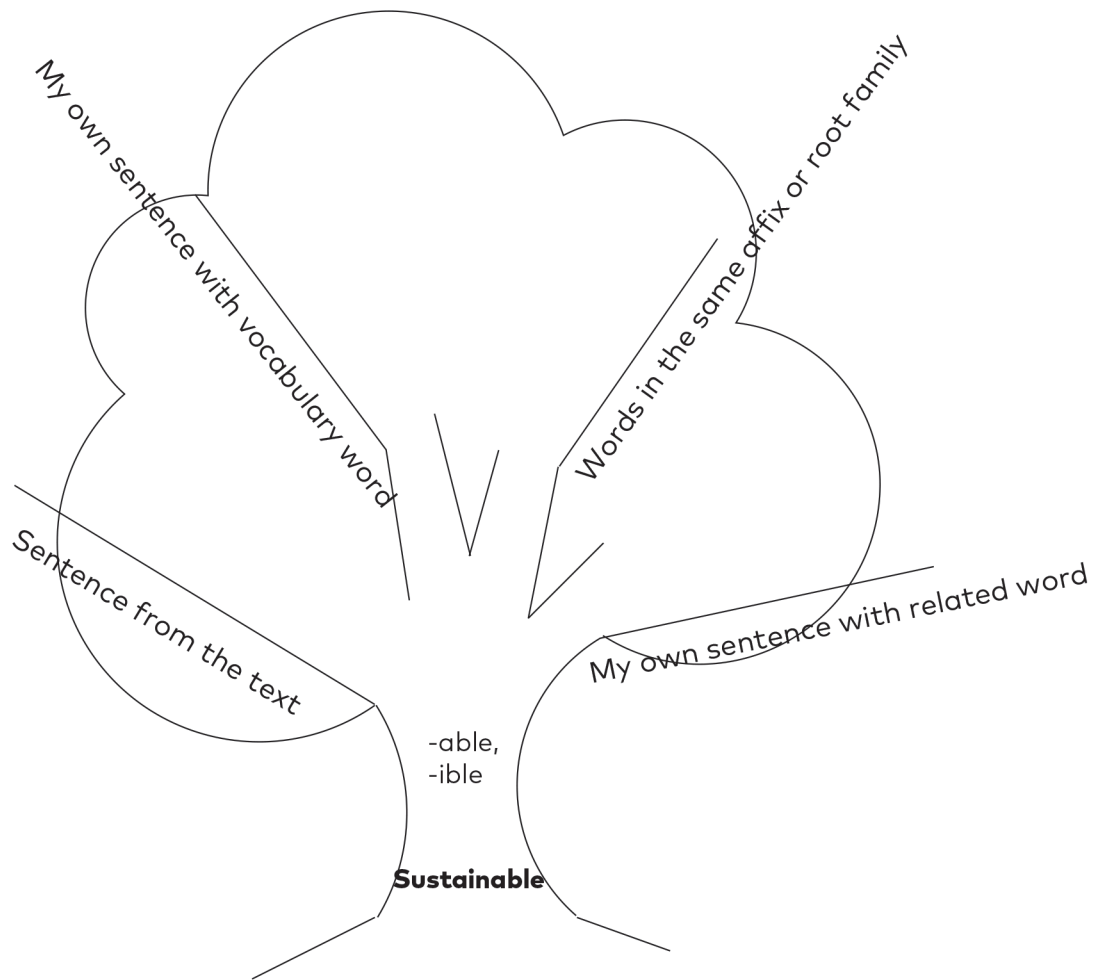 My own sentence with vocabulary word
Words in the same affix or root family
Sentence from the text
My own sentence with related word
-able,
-ible
Sustainable